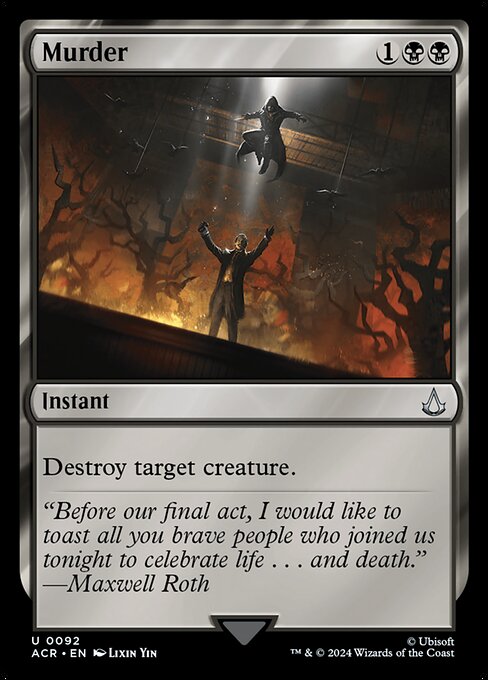 Murder 1
Instant
Destroy target creature.
“Before our final act, I would like to
toast all you brave people who joined us
tonight to celebrate life . . . and death.”
—Maxwell Roth
U 0092
ACR • EN Lixin Yin
© Ubisoft
™ & © 2024 Wizards of the Coast